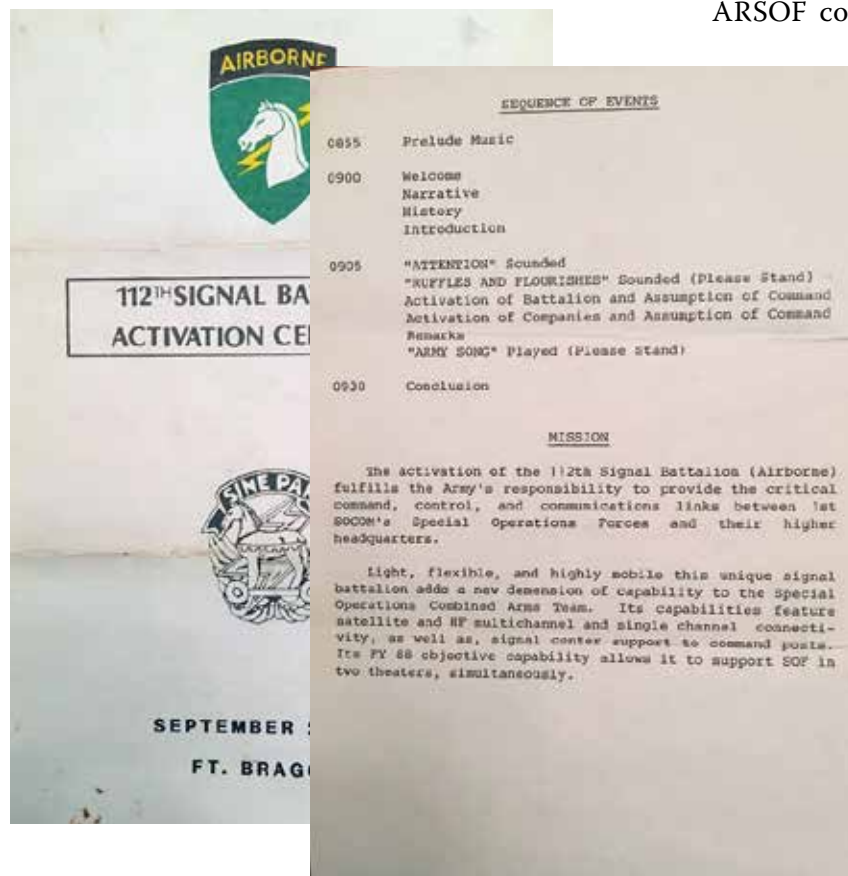 ARSOF co
AIRBORNE
112TH SIGNAL BA
ACTIVATION CE
SINE PA
SEPTEMBER
FT. BRAG
SEQUENCE OF EVENTS
0855 Prelude Music
0900 Welcome
Narrative
History
Introduction
0905 "ATTENTION" Sounded
"RUFFLES AND FLOURISHES" Sounded (Please Stand)
Activation of Battalion and Assumption of Command
Activation of Companies and Assumption of Command
Remarks
"ARMY SONG" Played (Please Stand)
0930 Conclusion
MISSION
The activation of the 112th Signal Battalion (Airborne)
fulfills the Army's responsibility to provide the critical
command, control, and communications links between 1st
SOCOM's Special Operations Forces and their higher
headquarters.
Light, flexible, and highly mobile this unique signal
battalion adds a new demension of capability to the Special
Operations Combined Arms Team. Its capabilities feature
satellite and HF multichannel and single channel connecti-
vity, as well as, signal center support to command posts.
Its FY 88 objective capability allows it to support SOF in
two theaters, simultaneously.